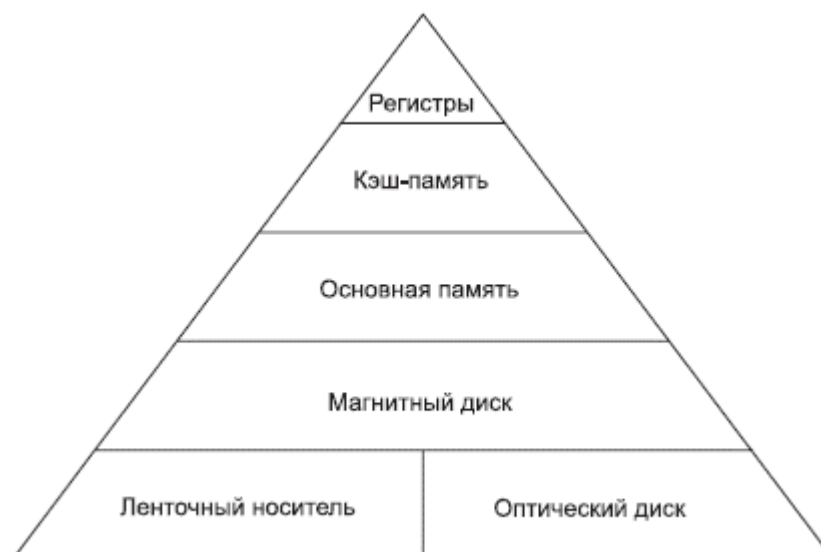 Регистры
Кэш-память
Основная память
Магнитный диск
Ленточный носитель
Оптический диск